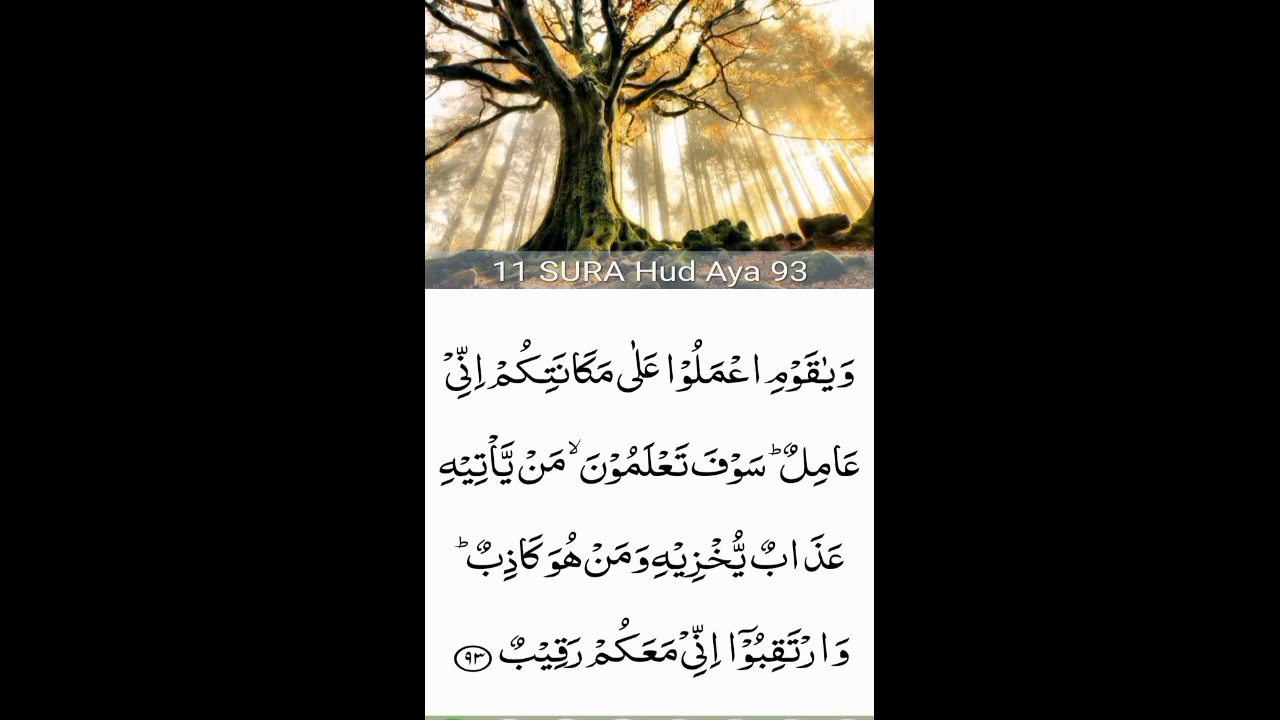 11 SURA Hud Aya 93
وَيٰقَوْمِ اعْمَلُوْا عَلٰى مَكَانَتِكُمْ اِنِّىْ
عَامِلٌ ؕ سَوْفَ تَعْلَمُوْنَ ۙ مَنْ يَّاْتِيْهِ
عَذَابٌ يُّخْزِيْهِ وَمَنْ هُوَ كَاذِبٌ ؕ
وَارْتَقِبُوْۤا اِنِّىْ مَعَكُمْ رَقِيْبٌ ﴿۹۳﴾